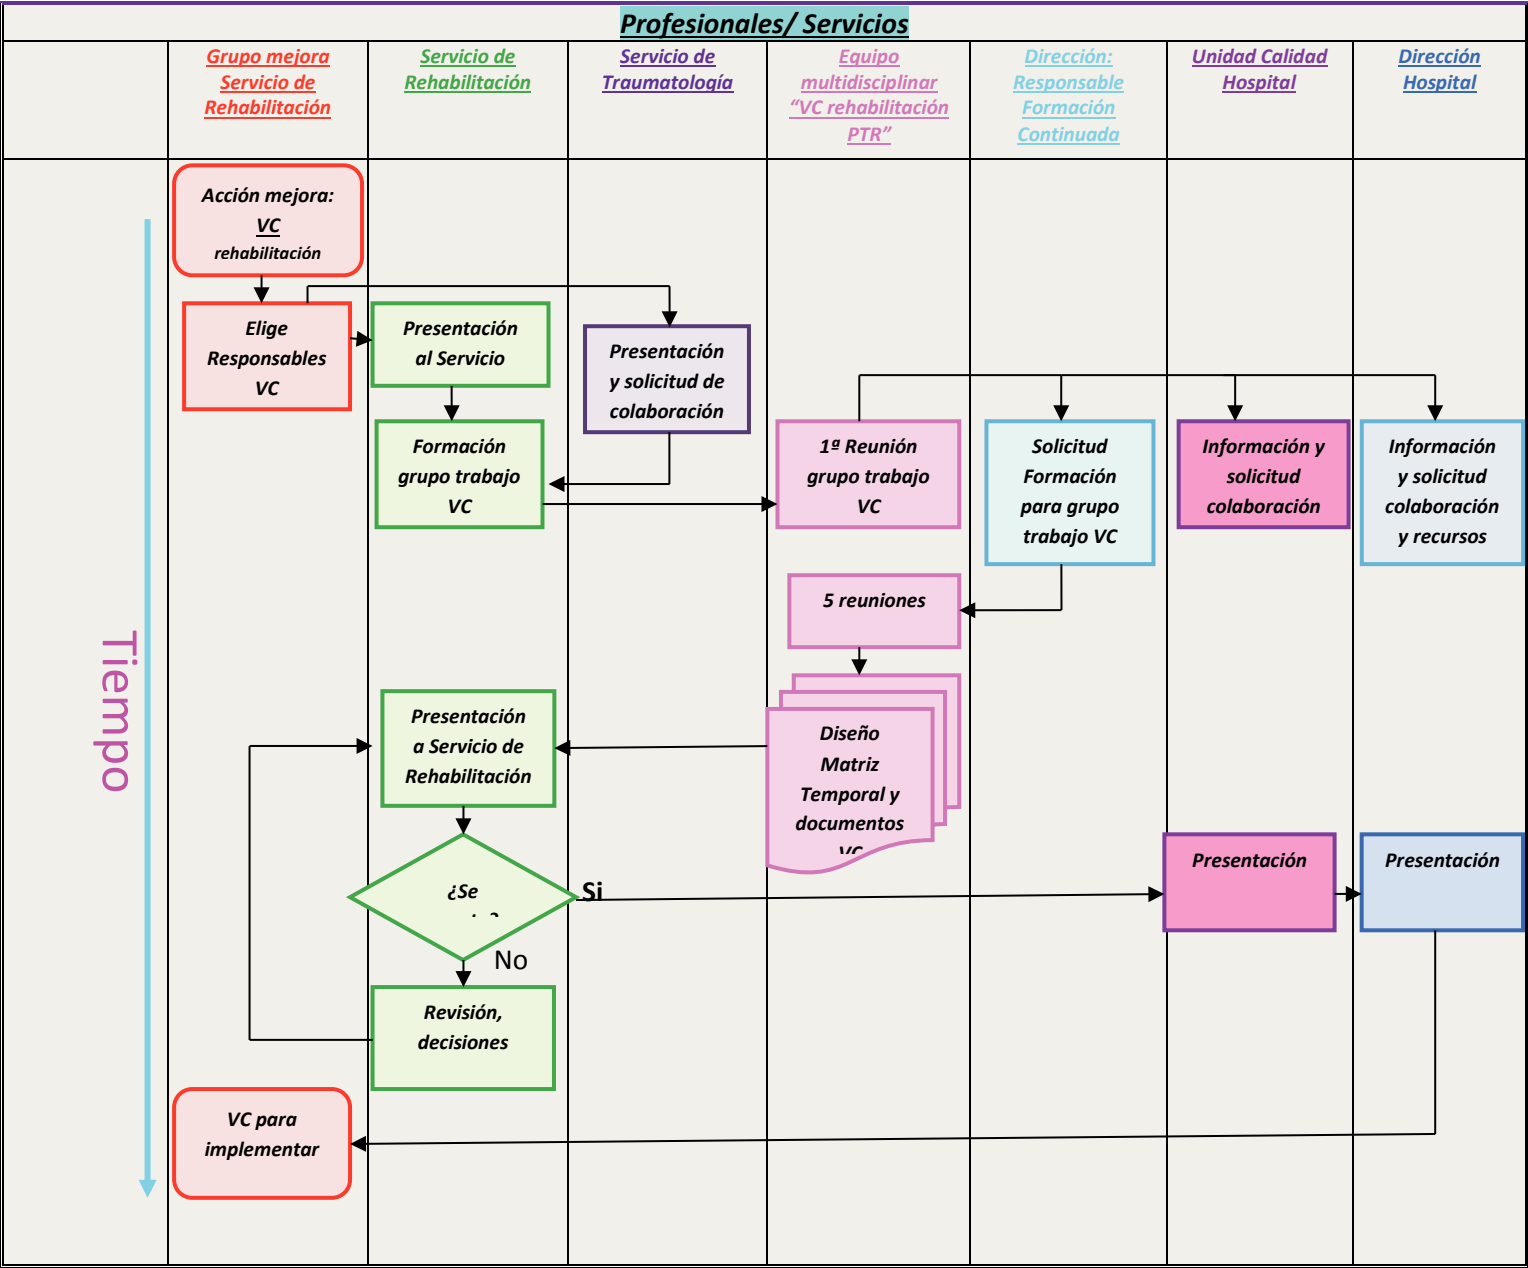 Profesionales/ Servicios
Grupo mejora
Servicio de
Rehabilitación
Servicio de
Rehabilitación
Servicio de
Traumatología
Equipo
multidisciplinar
“VC rehabilitación
PTR”
Dirección:
Responsable
Formación
Continuada
Unidad Calidad
Hospital
Dirección
Hospital
Tiempo
Acción mejora:
VC
rehabilitación
Elige
Responsables
VC
Presentación
al Servicio
Presentación
y solicitud de
colaboración
Formación
grupo trabajo
VC
1ª Reunión
grupo trabajo
VC
Solicitud
Formación
para grupo
trabajo VC
Información y
solicitud
colaboración
Información
y solicitud
colaboración
y recursos
5 reuniones
Presentación
a Servicio de
Rehabilitación
Diseño
Matriz
Temporal y
documentos
VC
¿Se
Si
No
Presentación
Presentación
Revisión,
decisiones
VC para
implementar